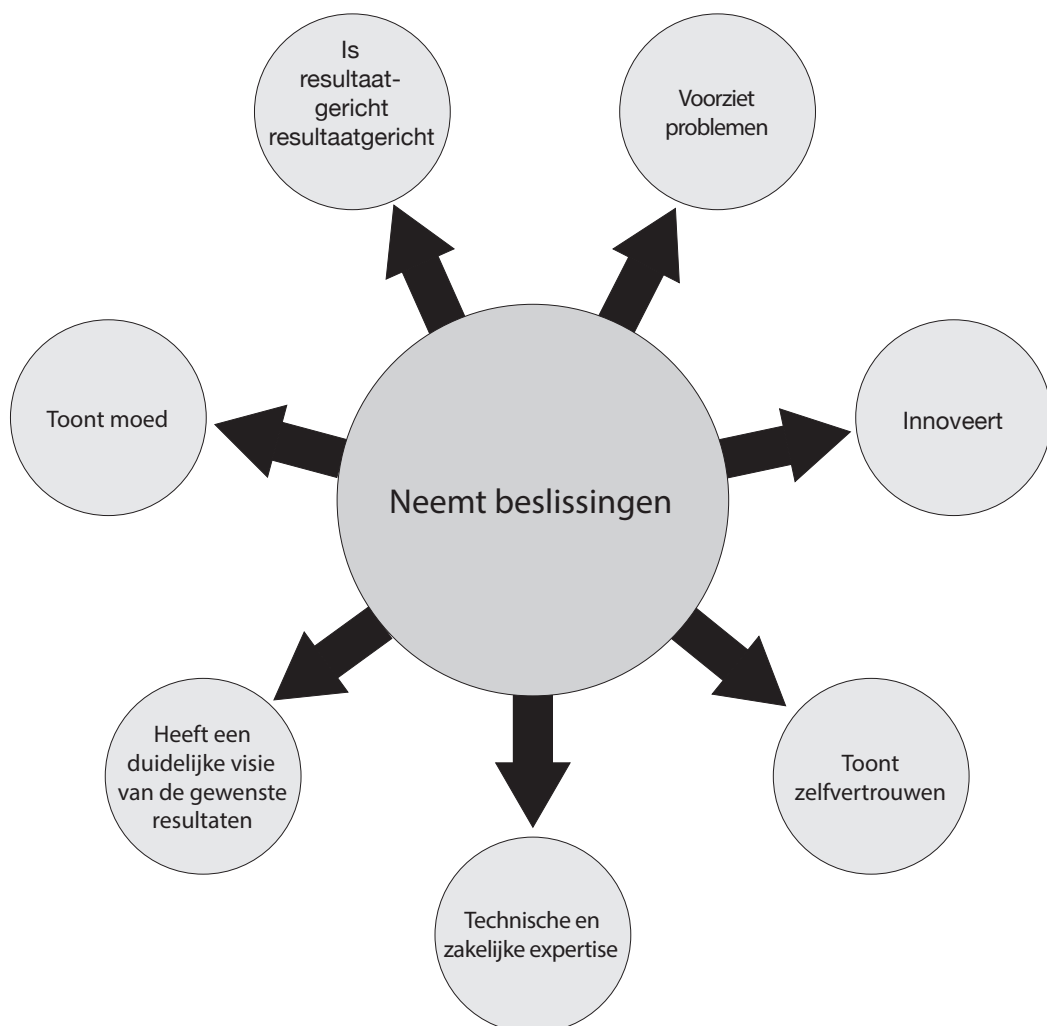 Is
resultaat-
gericht
resultaatgericht
Voorziet
problemen
Toont moed
Neemt beslissingen
Innoveert
Heeft een
duidelijke visie
van de gewenste
resultaten
Toont
zelfvertrouwen
Technische en
zakelijke expertise